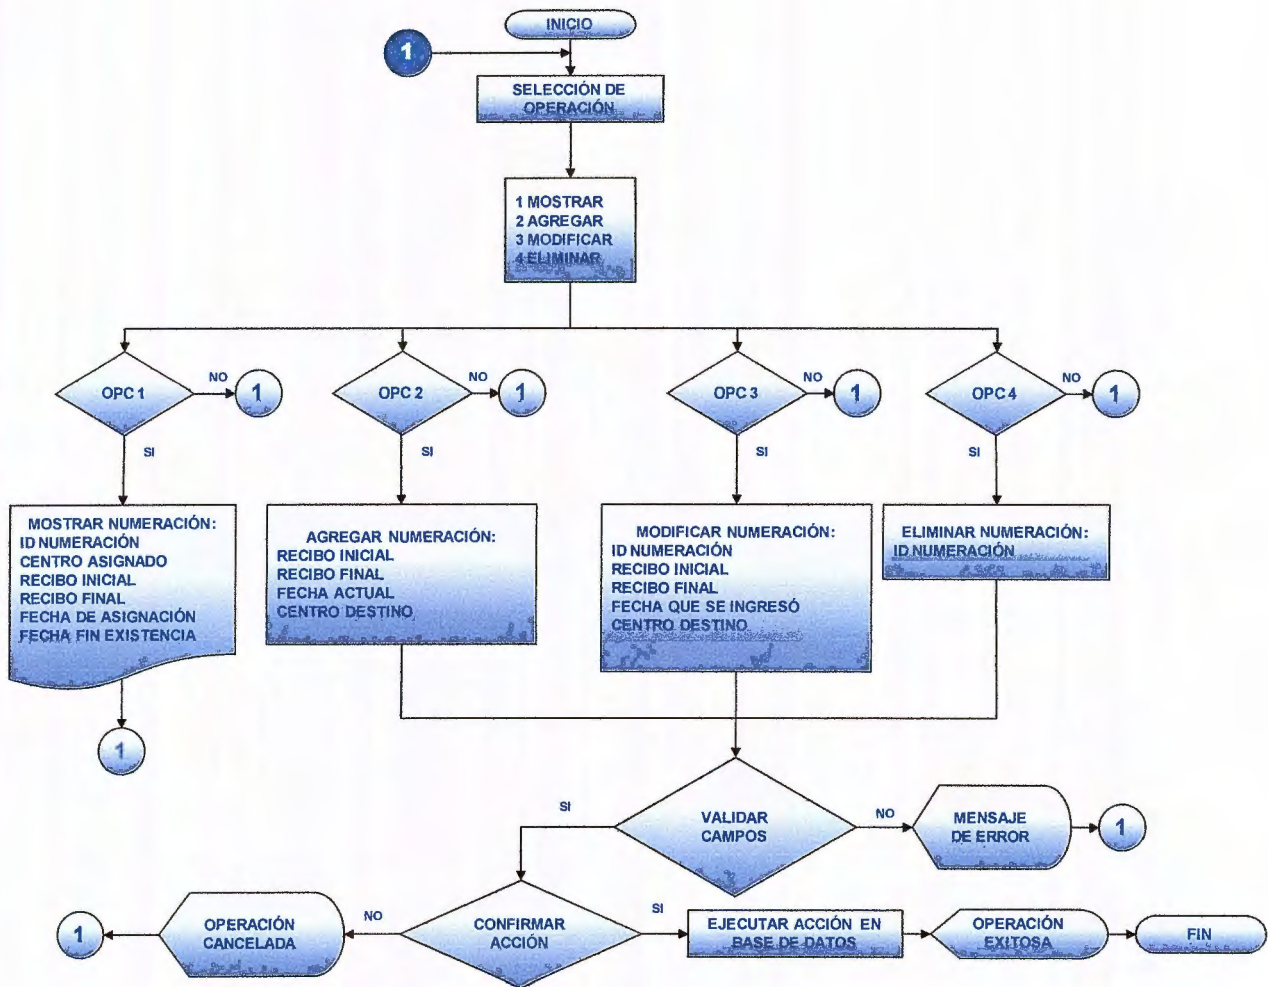 INICIO
1
SELECCIÓN DE
OPERACIÓN
1 MOSTRAR
2 AGREGAR
3 MODIFICAR
4 ELIMINAR
OPC 1
NO
1
SI
OPC 2
NO
1
SI
OPC 3
NO
1
SI
OPC 4
NO
1
SI
MOSTRAR NUMERACIÓN:
ID NUMERACIÓN
CENTRO ASIGNADO
RECIBO INICIAL
RECIBO FINAL
FECHA DE ASIGNACIÓN
FECHA FIN EXISTENCIA
1
AGREGAR NUMERACIÓN:
RECIBO INICIAL
RECIBO FINAL
FECHA ACTUAL
CENTRO DESTINO
MODIFICAR NUMERACIÓN:
ID NUMERACIÓN
RECIBO INICIAL
RECIBO FINAL
FECHA QUE SE INGRESÓ
CENTRO DESTINO
ELIMINAR NUMERACIÓN:
ID NUMERACIÓN
VALIDAR
CAMPOS
SI
NO
MENSAJE
DE ERROR
1
CONFIRMAR
ACCIÓN
NO
OPERACIÓN
CANCELADA
1
SI
EJECUTAR ACCIÓN EN
BASE DE DATOS
OPERACIÓN
EXITOSA
FIN